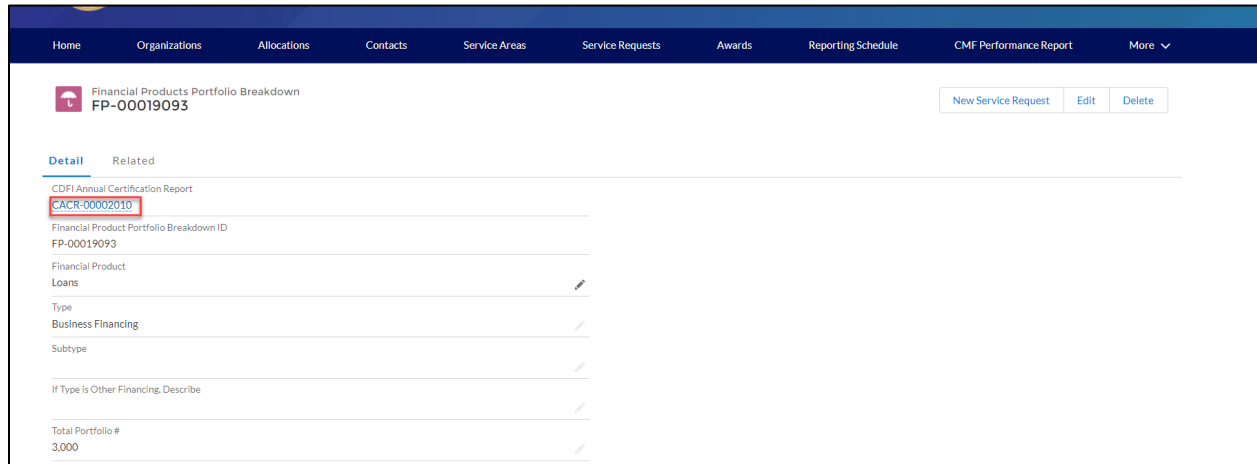 Home Organizations Allocations Contacts Service Areas Service Requests Awards Reporting Schedule CMF Performance Report More
Financial Products Portfolio Breakdown
FP-00019093
New Service Request Edit Delete
Detail Related
CDFI Annual Certification Report
CACR-00002010
Financial Product Portfolio Breakdown ID
FP-00019093
Financial Product
Loans
Type
Business Financing
Subtype
If Type is Other Financing, Describe
Total Portfolio #
3,000